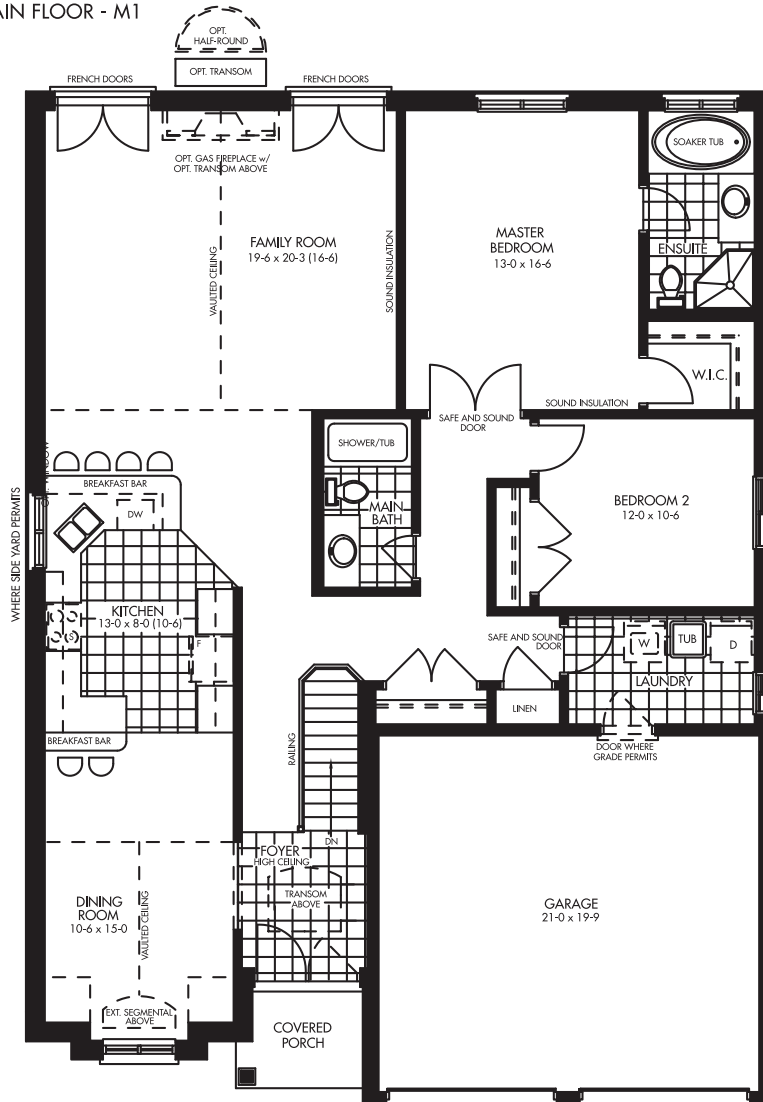 AIN FLOOR - M1
OPT.
HALF-ROUND
OPT. TRANSOM
FRENCH DOORS
FRENCH DOORS
OPT. GAS FIREPLACE w/
OPT. TRANSOM ABOVE
SOAKER TUB
FAMILY ROOM
19-6 x 20-3 (16-6)
VAULTED CEILING
SOUND INSULATION
MASTER
BEDROOM
13-0 x 16-6
ENSUITE
W.I.C.
SOUND INSULATION
SAFE AND SOUND
DOOR
SHOWER/TUB
MAIN
BATH
BEDROOM 2
12-0 x 10-6
BREAKFAST BAR
DW
OPT. WINDOW
WHERE SIDE YARD PERMITS
KITCHEN
13-0 x 8-0 (10-6)
S
F
SAFE AND SOUND
DOOR
W
TUB
D
LAUNDRY
LINEN
BREAKFAST BAR
RAILING
DOOR WHERE
GRADE PERMITS
DN
FOYER
HIGH CEILING
TRANSOM
ABOVE
DINING
ROOM
10-6 x 15-0
VAULTED CEILING
GARAGE
21-0 x 19-9
EXT. SEGMENTAL
ABOVE
COVERED
PORCH